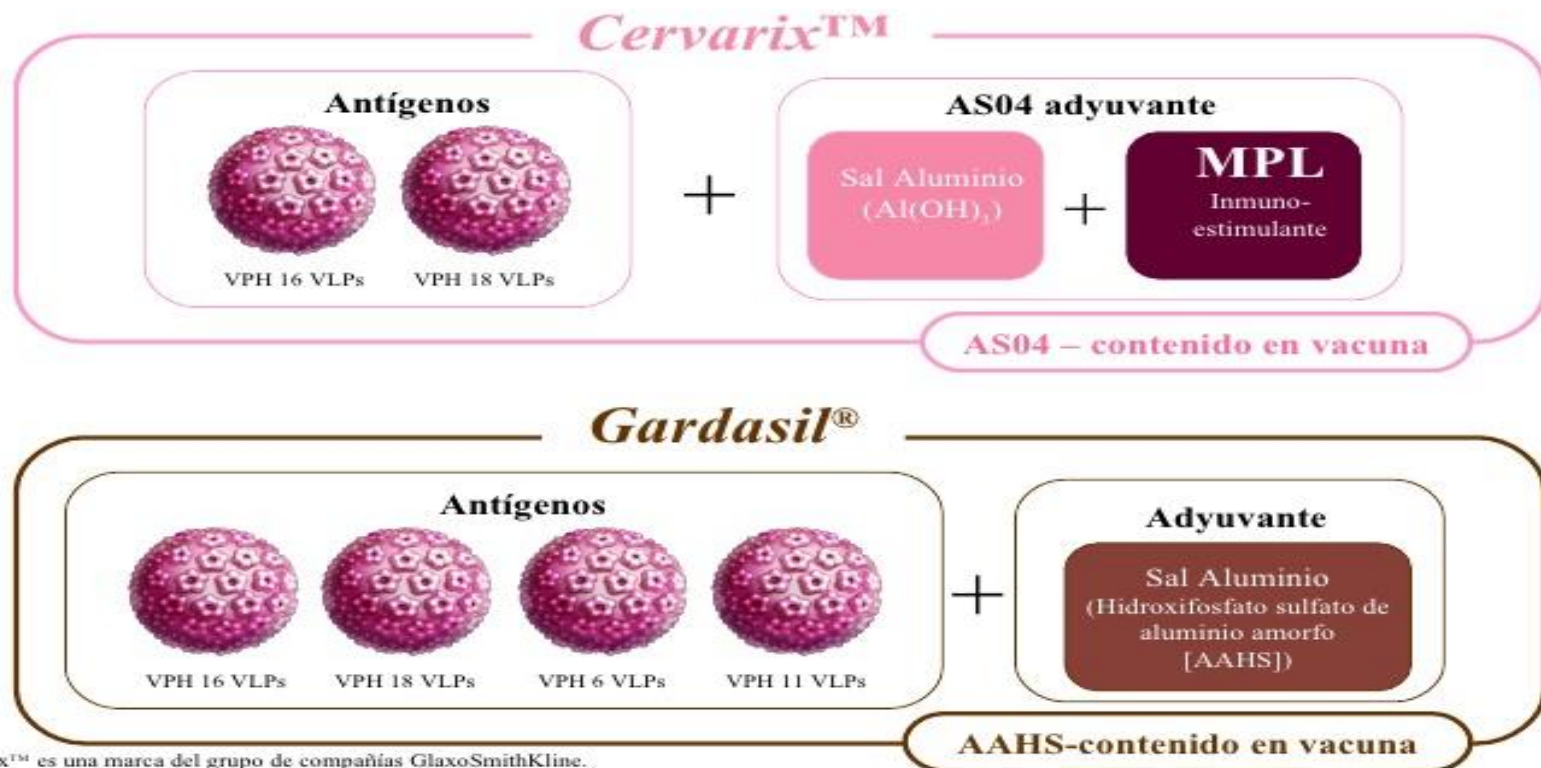 Cervarix™
Antígenos
VPH 16 VLPs
VPH 18 VLPs
+
AS04 adyuvante
Sal Aluminio
(Al(OH)₃)
+
MPL
Inmuno-
estimulante
AS04 – contenido en vacuna
Gardasil®
Antígenos
VPH 16 VLPs
VPH 18 VLPs
VPH 6 VLPs
VPH 11 VLPs
+
Adyuvante
Sal Aluminio
(Hidroxifosfato sulfato de
aluminio amorfo
[AAHS])
AAHS-contenido en vacuna
x™ es una marca del grupo de compañías GlaxoSmithKline.